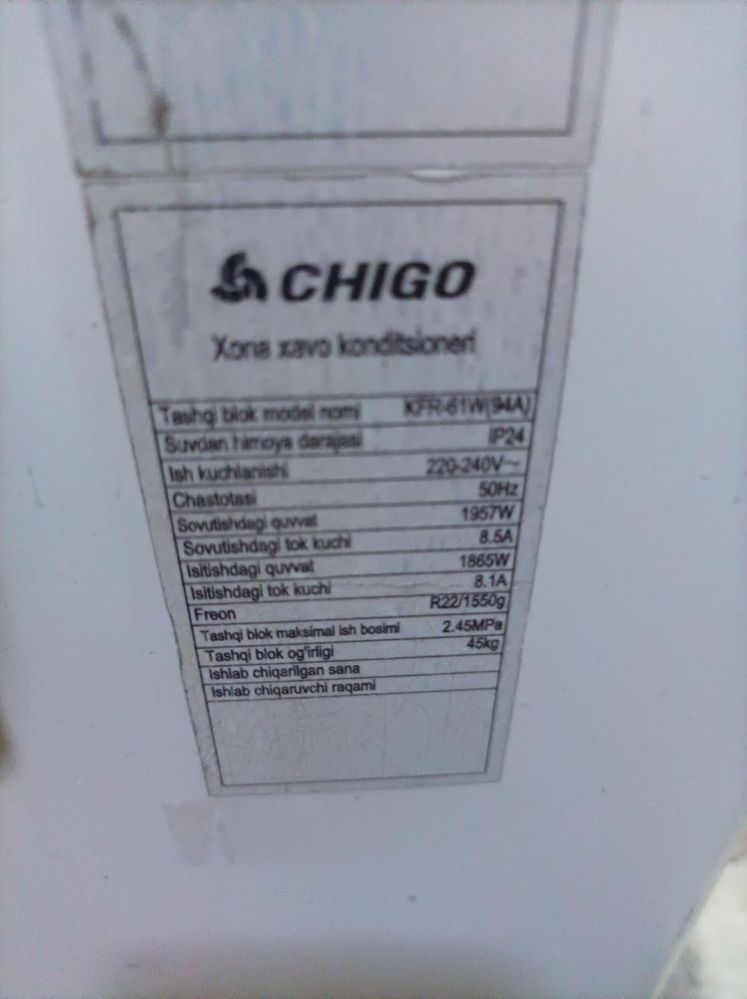 CHIGO
Xona xavo konditsioneri
Tashqi blok model nomi KFR-61W(94A)
Suvdan himoya darajasi IP24
Ish kuchlanishi 220-240V~
Chastotasi 50Hz
Sovutishdagi quvvat 1957W
Sovutishdagi tok kuchi 8.5A
Isitishdagi quvvat 1865W
Isitishdagi tok kuchi 8.1A
Freon R22/1550g
Tashqi blok maksimal ish bosimi 2.45MPa
Tashqi blok og'irligi 45kg
Ishlab chiqarilgan sana
Ishlab chiqaruvchi raqami